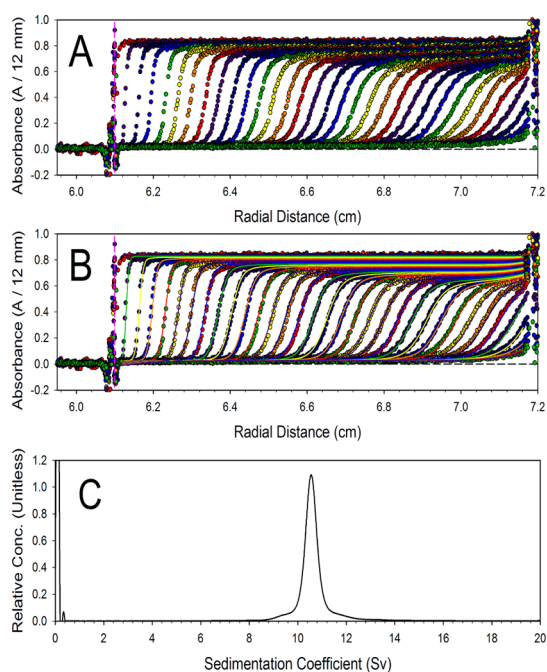 1.0
A
0.8
0.6
0.4
0.2
0.0
-0.2
Absorbance (A / 12 mm)
6.0 6.2 6.4 6.6 6.8 7.0 7.2
Radial Distance (cm)
1.0
B
0.8
0.6
0.4
0.2
0.0
-0.2
Absorbance (A / 12 mm)
6.0 6.2 6.4 6.6 6.8 7.0 7.2
Radial Distance (cm)
1.2
C
1.0
0.8
0.6
0.4
0.2
0.0
Relative Conc. (Unitless)
0 2 4 6 8 10 12 14 16 18 20
Sedimentation Coefficient (Sv)